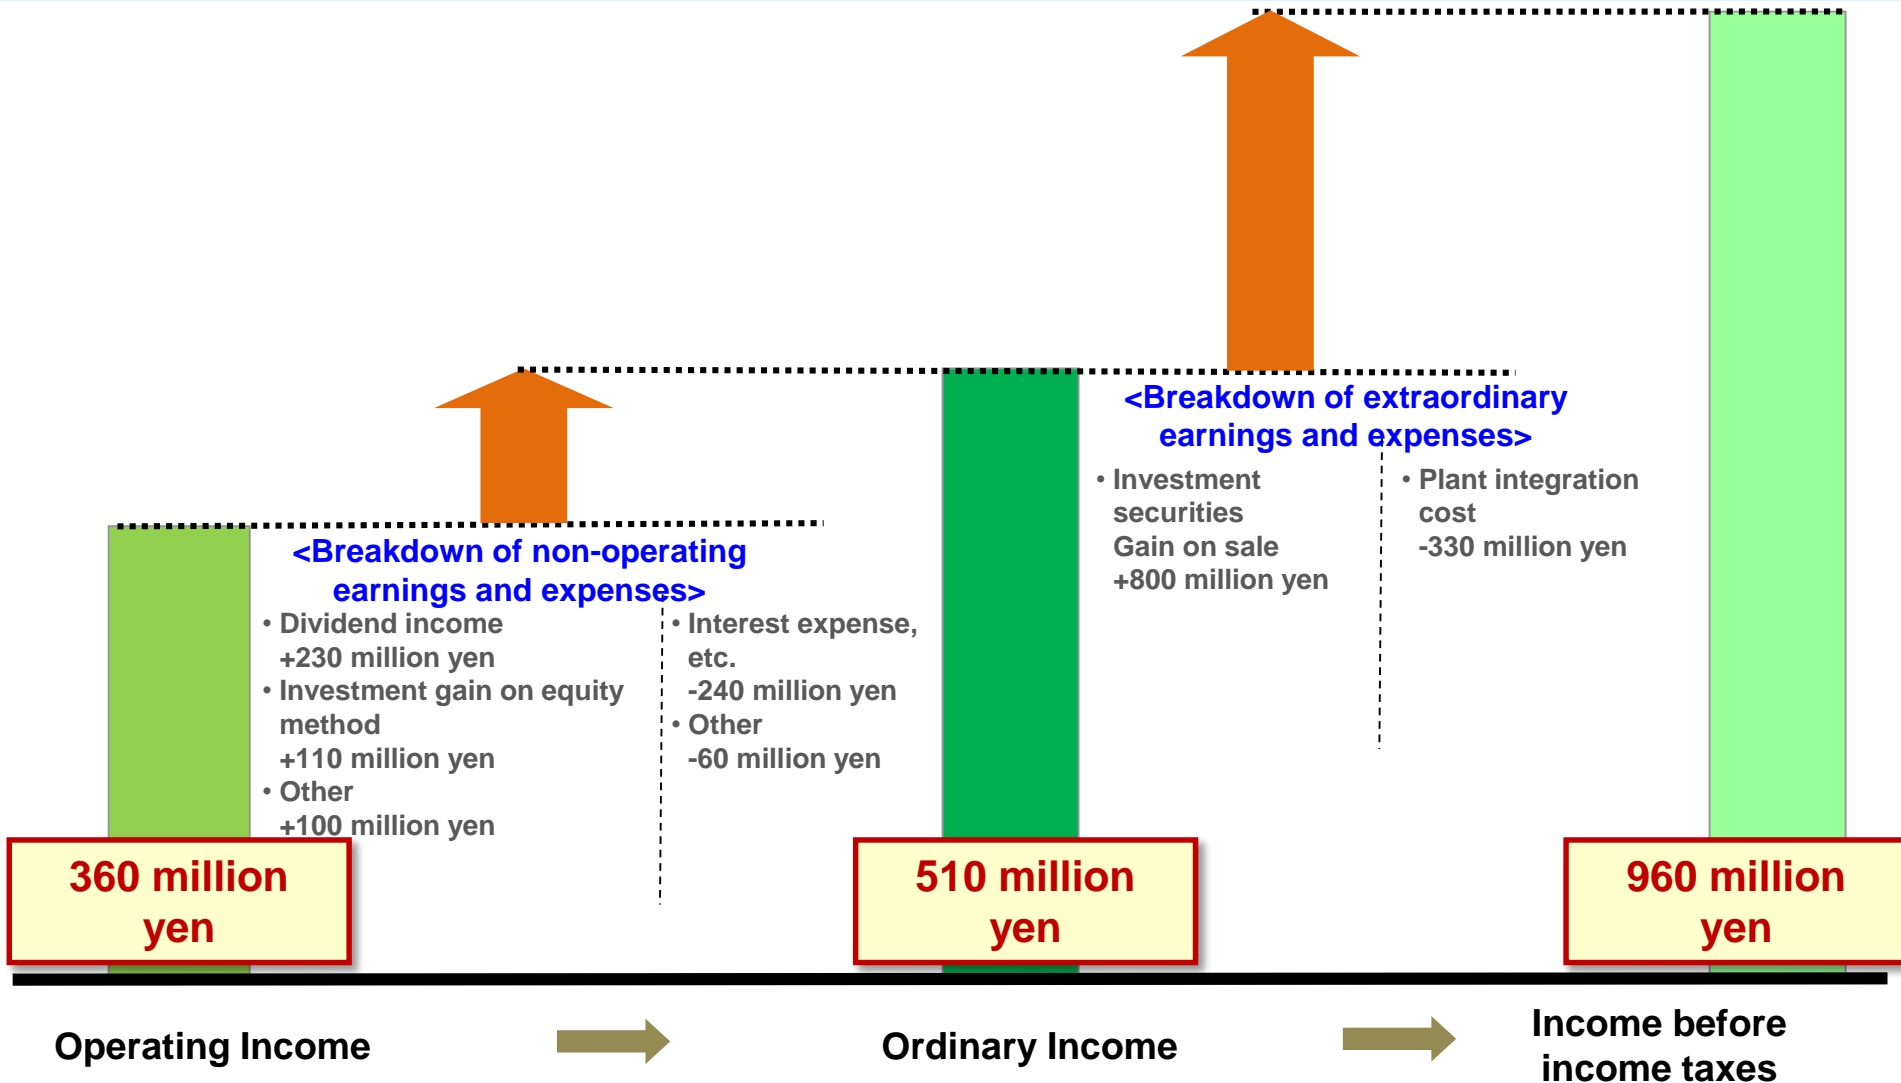 <Breakdown of extraordinary
earnings and expenses>
• Investment
securities
Gain on sale
+800 million yen
• Plant integration
cost
-330 million yen
<Breakdown of non-operating
earnings and expenses>
• Dividend income
+230 million yen
• Investment gain on equity
method
+110 million yen
• Other
+100 million yen
• Interest expense,
etc.
-240 million yen
• Other
-60 million yen
360 million
yen
510 million
yen
960 million
yen
Operating Income
Ordinary Income
Income before
income taxes